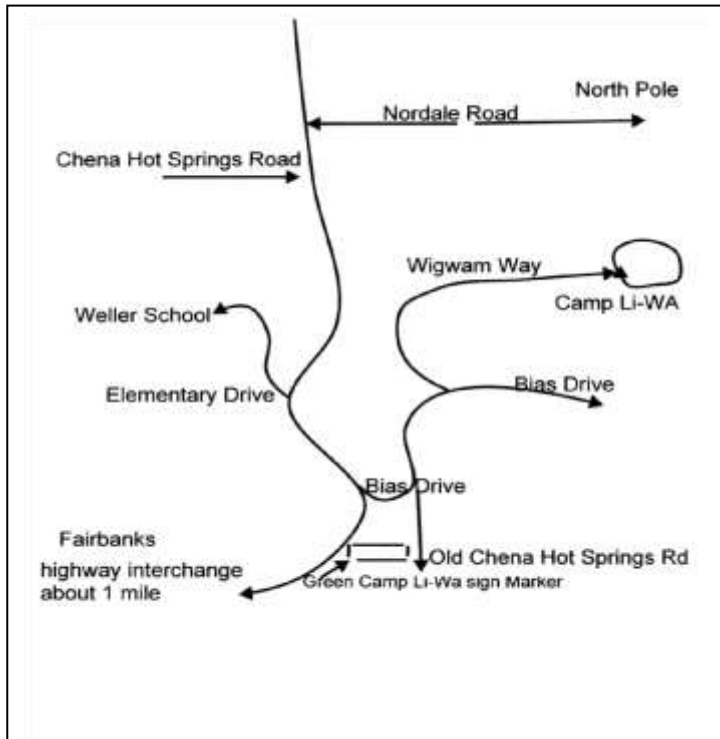 North Pole
Nordale Road
Chena Hot Springs Road
Wigwam Way
Camp Li-WA
Weller School
Bias Drive
Elementary Drive
Bias Drive
Fairbanks
highway interchange
about 1 mile
Old Chena Hot Springs Rd
Green Camp Li-Wa sign Marker